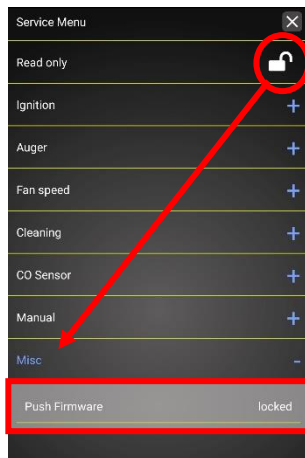 Service Menu
Read only
Ignition +
Auger +
Fan speed +
Cleaning +
CO Sensor +
Manual +
Misc -
Push Firmware locked